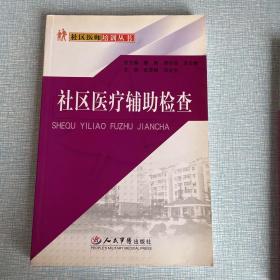 社区医师培训丛书
社区医疗辅助检查
SHEQU YILIAO FUZHU JIANCHA
人民军医出版社
PEOPLE'S MILITARY MEDICAL PRESS